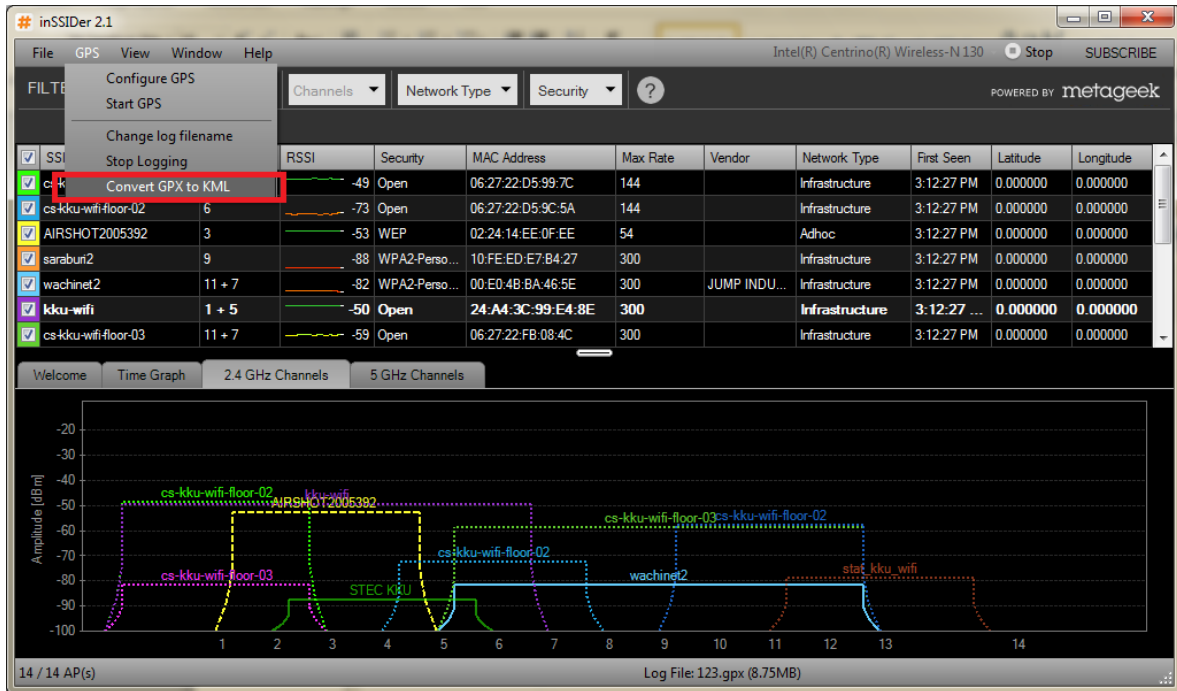 inSSIDer 2.1
File GPS View Window Help Intel(R) Centrino(R) Wireless-N 130 Stop SUBSCRIBE
Configure GPS
Start GPS
Change log filename
Stop Logging
Convert GPX to KML
FILTE Channels Network Type Security ? POWERED BY metageek
SSI RSSI Security MAC Address Max Rate Vendor Network Type First Seen Latitude Longitude
cs-k -49 Open 06:27:22:D5:99:7C 144 Infrastructure 3:12:27 PM 0.000000 0.000000
cs-kku-wifi-floor-02 6 -73 Open 06:27:22:D5:9C:5A 144 Infrastructure 3:12:27 PM 0.000000 0.000000
AIRSHOT2005392 3 -53 WEP 02:24:14:EE:0F:EE 54 Adhoc 3:12:27 PM 0.000000 0.000000
saraburi2 9 -88 WPA2-Perso... 10:FE:ED:E7:B4:27 300 Infrastructure 3:12:27 PM 0.000000 0.000000
wachinet2 11 + 7 -82 WPA2-Perso... 00:E0:4B:BA:46:5E 300 JUMP INDU... Infrastructure 3:12:27 PM 0.000000 0.000000
kku-wifi 1 + 5 -50 Open 24:A4:3C:99:E4:8E 300 Infrastructure 3:12:27 ... 0.000000 0.000000
cs-kku-wifi-floor-03 11 + 7 -59 Open 06:27:22:FB:08:4C 300 Infrastructure 3:12:27 PM 0.000000 0.000000
Welcome Time Graph 2.4 GHz Channels 5 GHz Channels
Amplitude [dBm]
-20
-30
-40
-50
-60
-70
-80
-90
-100
cs-kku-wifi-floor-02 kku-wifi
AIRSHOT2005392
cs-kku-wifi-floor-03 cs-kku-wifi-floor-02
cs-kku-wifi-floor-02
cs-kku-wifi-floor-03 wachinet2 stat_kku_wifi
STEC KKU
1 2 3 4 5 6 7 8 9 10 11 12 13 14
14 / 14 AP(s) Log File: 123.gpx (8.75MB)